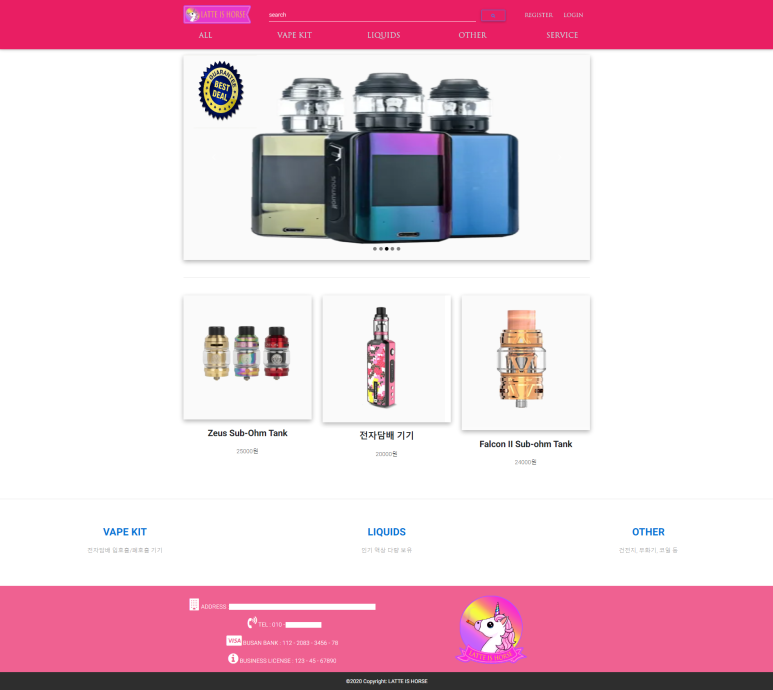 LATTE IS HORSE
search
REGISTER LOGIN
ALL VAPE KIT LIQUIDS OTHER SERVICE
GUARANTEE
BEST
DEAL
Zeus Sub-Ohm Tank
25000원
전자담배 기기
20000원
Falcon II Sub-ohm Tank
24000원
VAPE KIT
전자담배 입호흡/폐호흡 기기
LIQUIDS
인기 액상 다량 보유
OTHER
건전지, 무화기, 코일 등
ADDRESS
TEL : 010 -
VISA BUSAN BANK : 112 - 2083 - 3456 - 78
BUSINESS LICENSE : 123 - 45 - 67890
LATTE IS HORSE
©2020 Copyright: LATTE IS HORSE